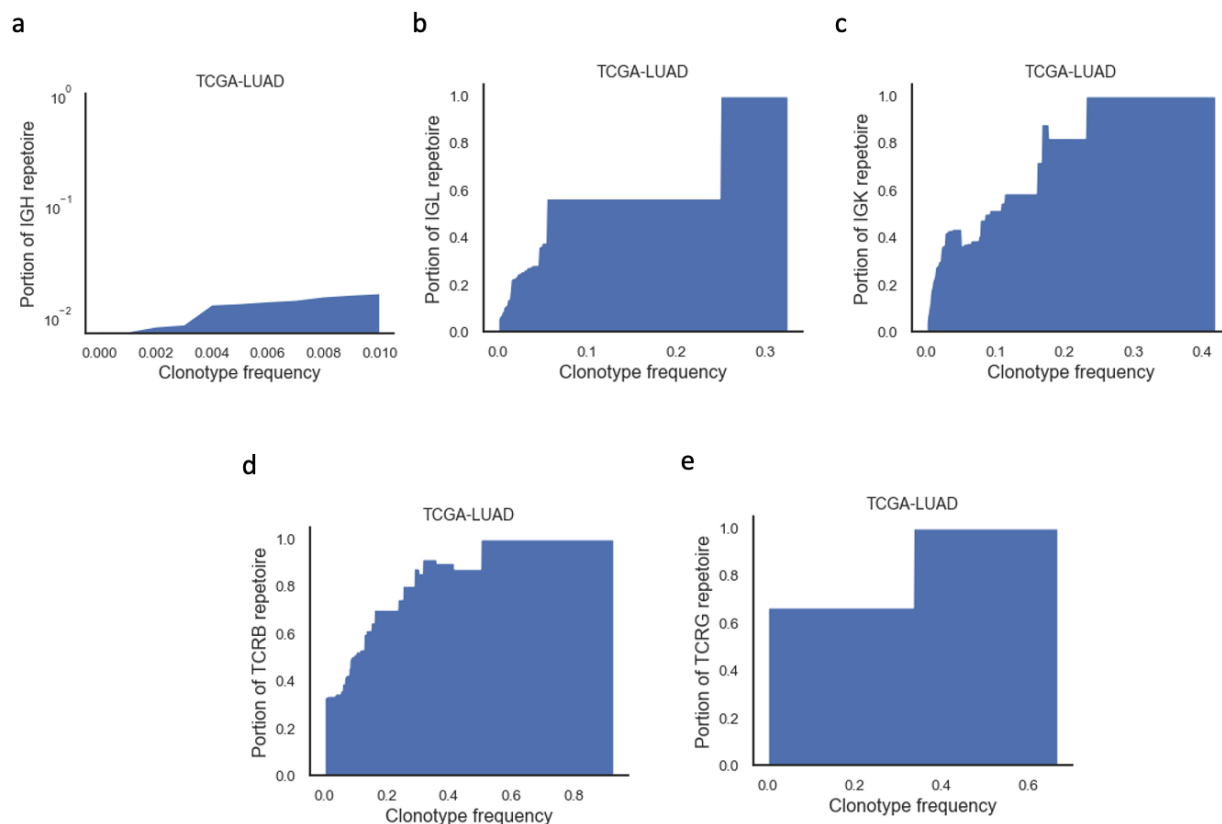 a
TCGA-LUAD
10^0
10^-1
10^-2
Portion of IGH repetoire
0.000 0.002 0.004 0.006 0.008 0.010
Clonotype frequency
b
TCGA-LUAD
1.0
0.8
0.6
0.4
0.2
0.0
Portion of IGL repetoire
0.0 0.1 0.2 0.3
Clonotype frequency
c
TCGA-LUAD
1.0
0.8
0.6
0.4
0.2
0.0
Portion of IGK repetoire
0.0 0.1 0.2 0.3 0.4
Clonotype frequency
d
TCGA-LUAD
1.0
0.8
0.6
0.4
0.2
0.0
Portion of TCRB repetoire
0.0 0.2 0.4 0.6 0.8
Clonotype frequency
e
TCGA-LUAD
1.0
0.8
0.6
0.4
0.2
0.0
Portion of TCRG repetoire
0.0 0.2 0.4 0.6
Clonotype frequency